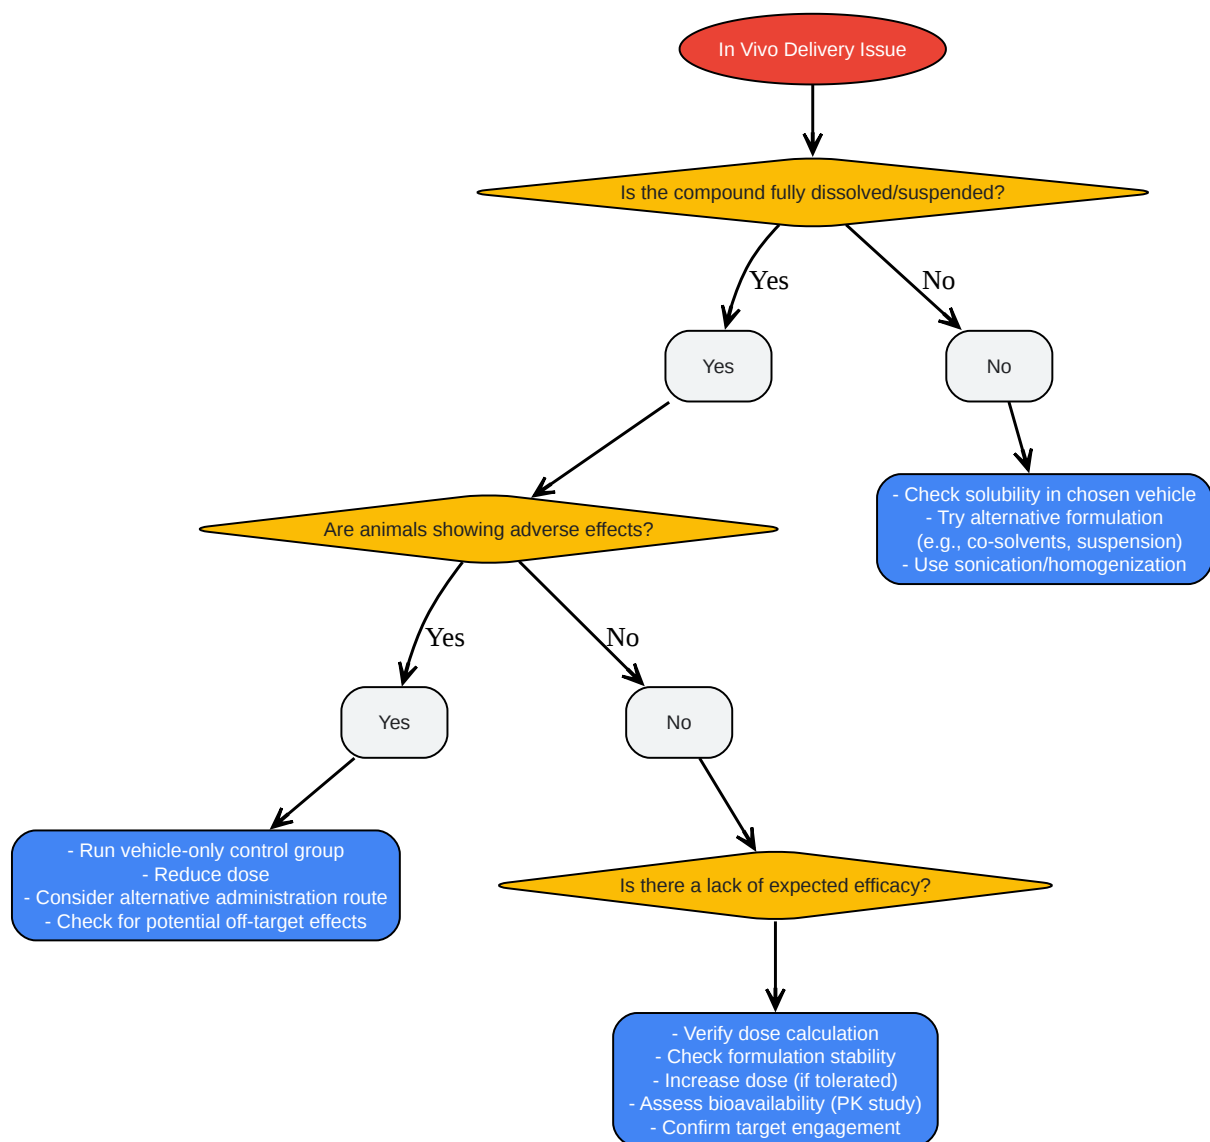 In Vivo Delivery Issue
Is the compound fully dissolved/suspended?
Yes
No
Yes
No
- Check solubility in chosen vehicle
- Try alternative formulation
(e.g., co-solvents, suspension)
- Use sonication/homogenization
Are animals showing adverse effects?
Yes
No
Yes
No
- Run vehicle-only control group
- Reduce dose
- Consider alternative administration route
- Check for potential off-target effects
Is there a lack of expected efficacy?
- Verify dose calculation
- Check formulation stability
- Increase dose (if tolerated)
- Assess bioavailability (PK study)
- Confirm target engagement